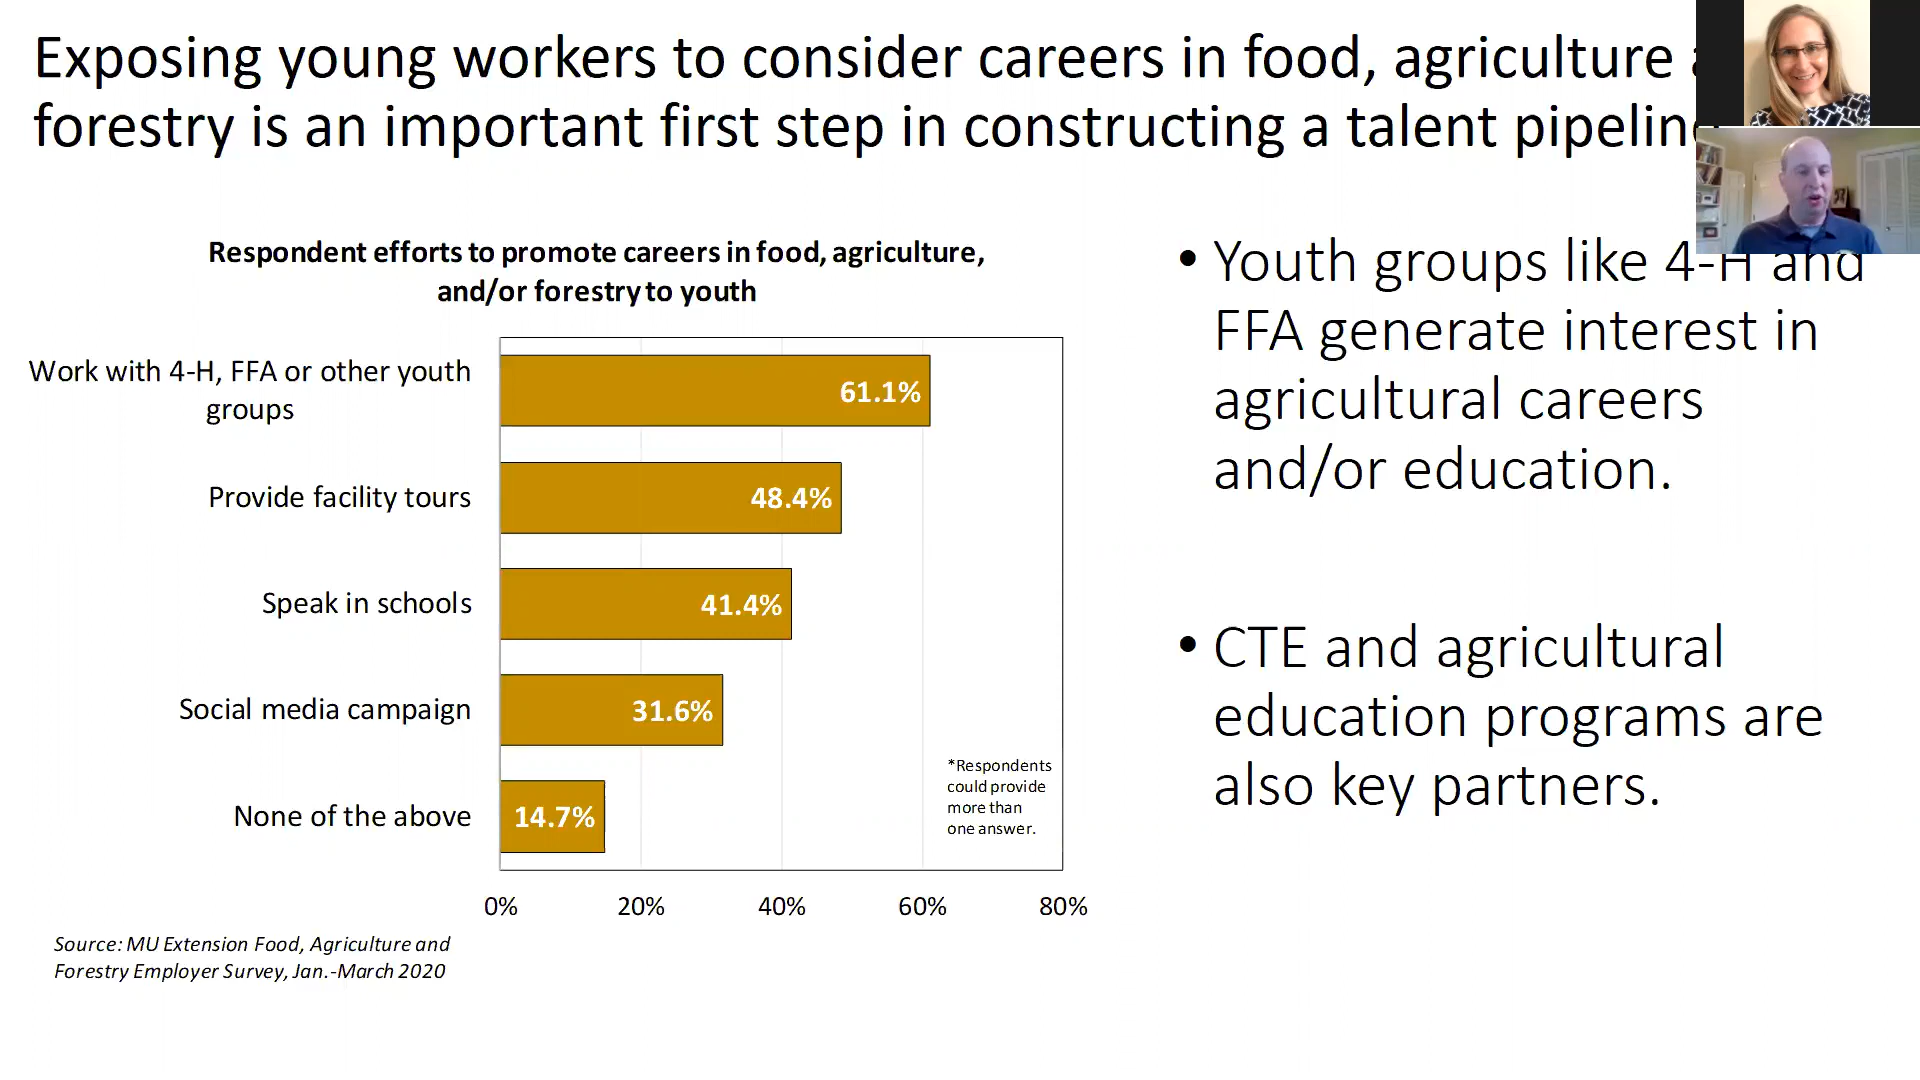 Exposing young workers to consider careers in food, agriculture
forestry is an important first step in constructing a talent pipeline
Respondent efforts to promote careers in food, agriculture,
and/or forestry to youth
Work with 4-H, FFA or other youth
groups
61.1%
Provide facility tours
48.4%
Speak in schools
41.4%
Social media campaign
31.6%
None of the above
14.7%
*Respondents
could provide
more than
one answer.
0% 20% 40% 60% 80%
Source: MU Extension Food, Agriculture and
Forestry Employer Survey, Jan.-March 2020
• Youth groups like 4-H and
FFA generate interest in
agricultural careers
and/or education.
• CTE and agricultural
education programs are
also key partners.